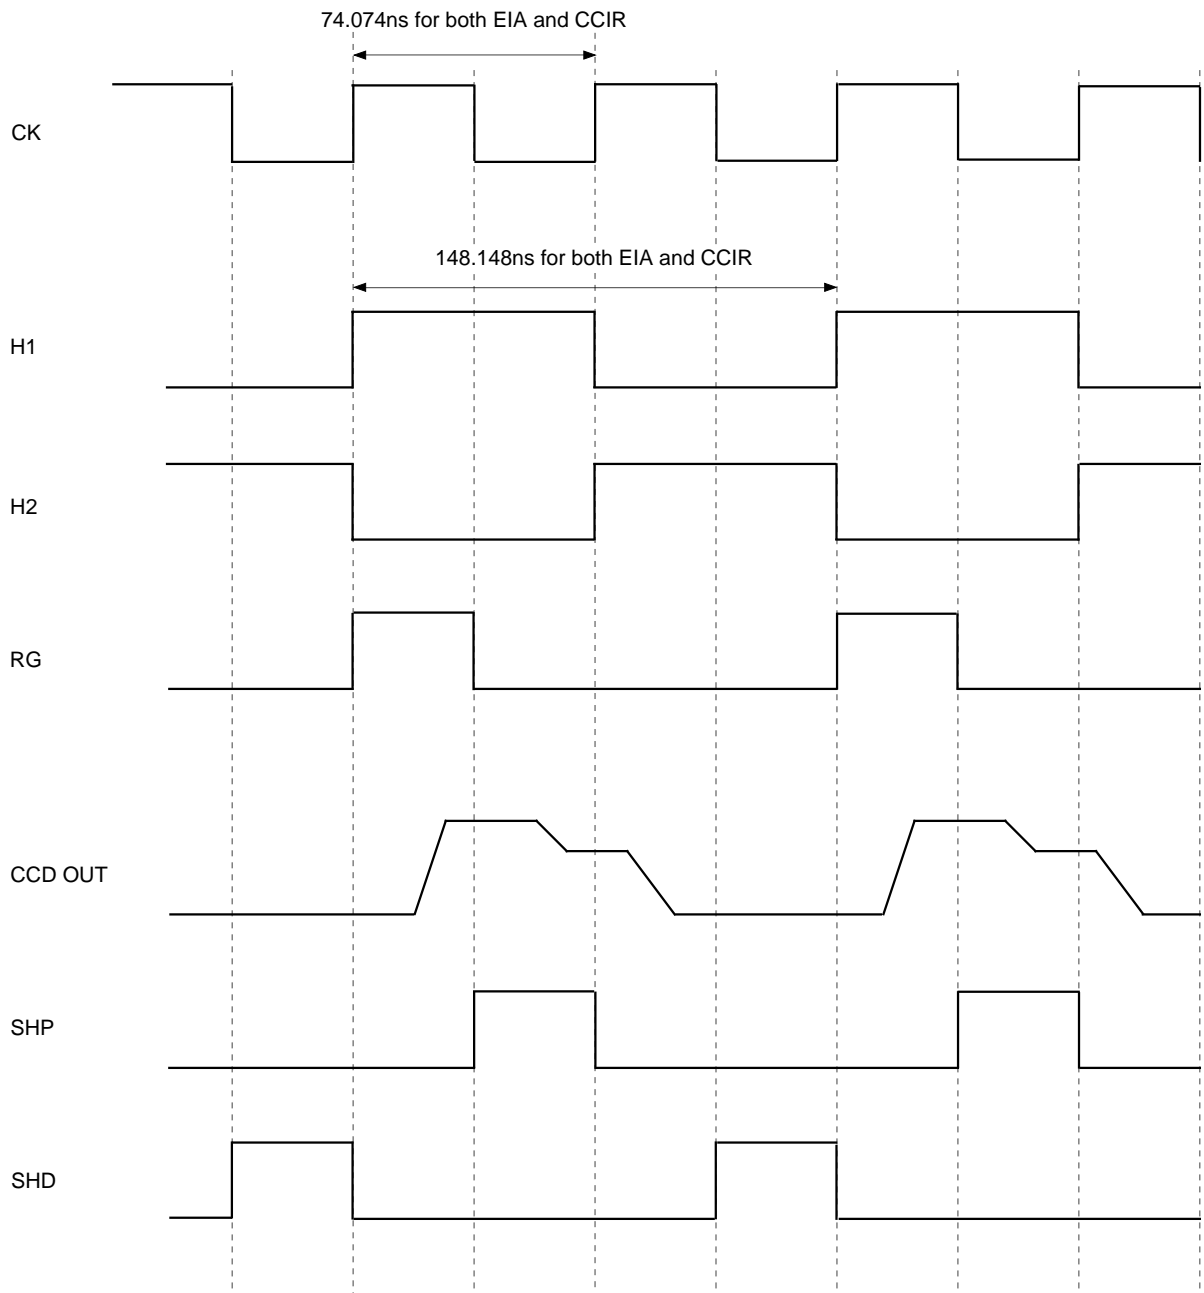 74.074ns for both EIA and CCIR
CK
148.148ns for both EIA and CCIR
H1
H2
RG
CCD OUT
SHP
SHD